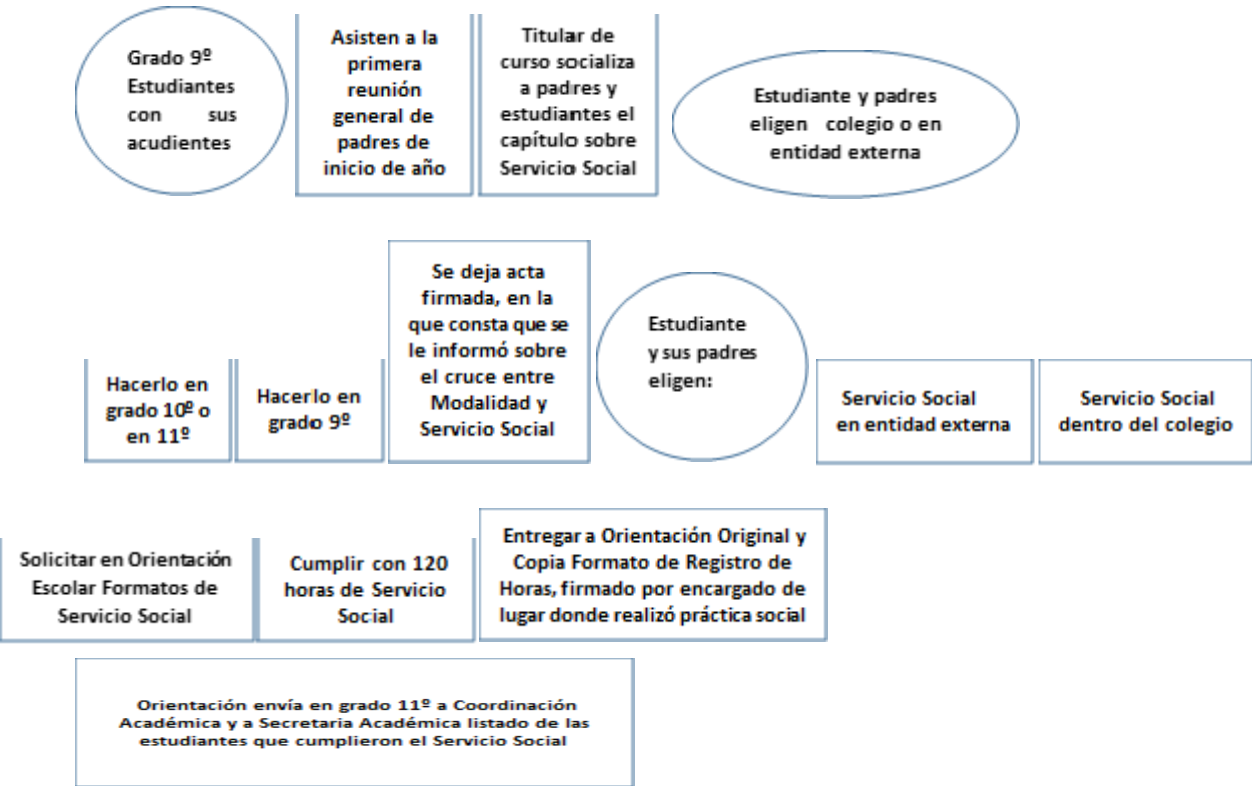 Grado 9º
Estudiantes
con sus
acudientes
Asisten a la
primera
reunión
general de
padres de
inicio de año
Titular de
curso socializa
a padres y
estudiantes el
capítulo sobre
Servicio Social
Estudiante y padres
eligen colegio o en
entidad externa
Hacerlo en
grado 10º o
en 11º
Hacerlo en
grado 9º
Se deja acta
firmada, en la
que consta que se
le informó sobre
el cruce entre
Modalidad y
Servicio Social
Estudiante
y sus padres
eligen:
Servicio Social
en entidad externa
Servicio Social
dentro del colegio
Solicitar en Orientación
Escolar Formatos de
Servicio Social
Cumplir con 120
horas de Servicio
Social
Entregar a Orientación Original y
Copia Formato de Registro de
Horas, firmado por encargado de
lugar donde realizó práctica social
Orientación envía en grado 11º a Coordinación
Académica y a Secretaria Académica listado de las
estudiantes que cumplieron el Servicio Social